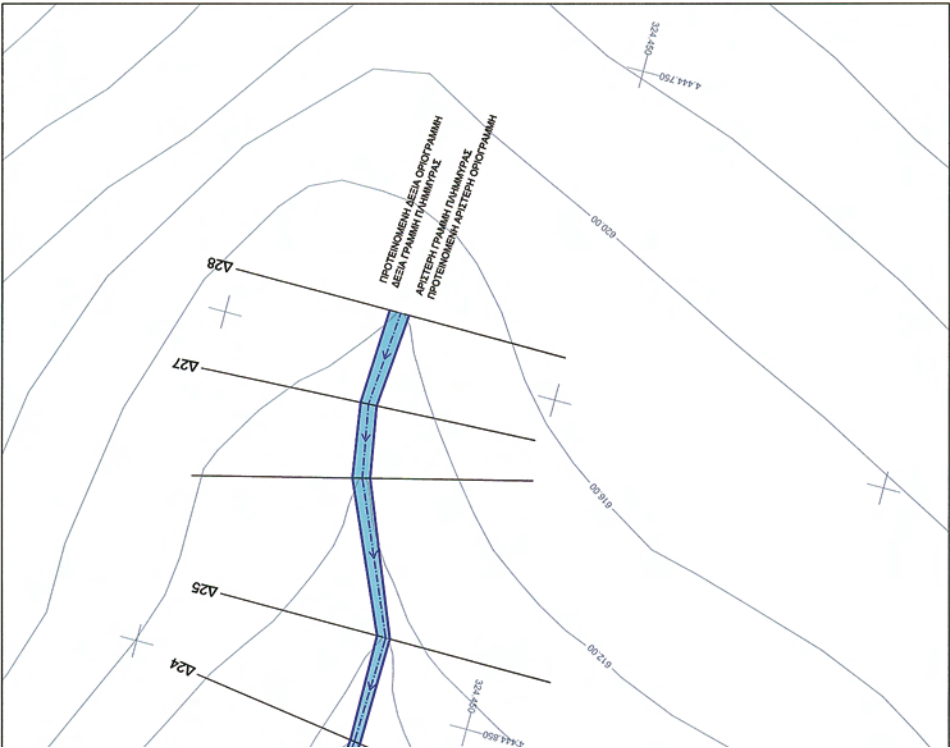 324.450
4.444.750
ΠΡΟΤΕΙΝΟΜΕΝΗ ΔΕΞΙΑ ΟΡΙΟΓΡΑΜΜΗ
ΔΕΞΙΑ ΓΡΑΜΜΗ ΠΛΗΜΜΥΡΑΣ
ΑΡΙΣΤΕΡΗ ΓΡΑΜΜΗ ΠΛΗΜΜΥΡΑΣ
ΠΡΟΤΕΙΝΟΜΕΝΗ ΑΡΙΣΤΕΡΗ ΟΡΙΟΓΡΑΜΜΗ
620.00
Δ28
Δ27
616.00
Δ25
612.00
Δ24
324.450
4.444.850